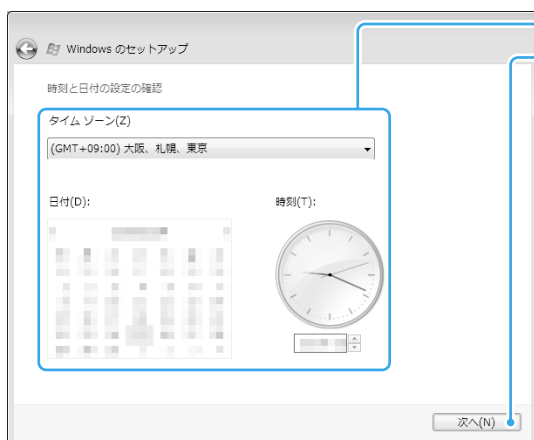 Windows のセットアップ
時刻と日付の設定の確認
タイム ゾーン(Z)
(GMT+09:00) 大阪、札幌、東京
日付(D):
時刻(T):
次へ(N)